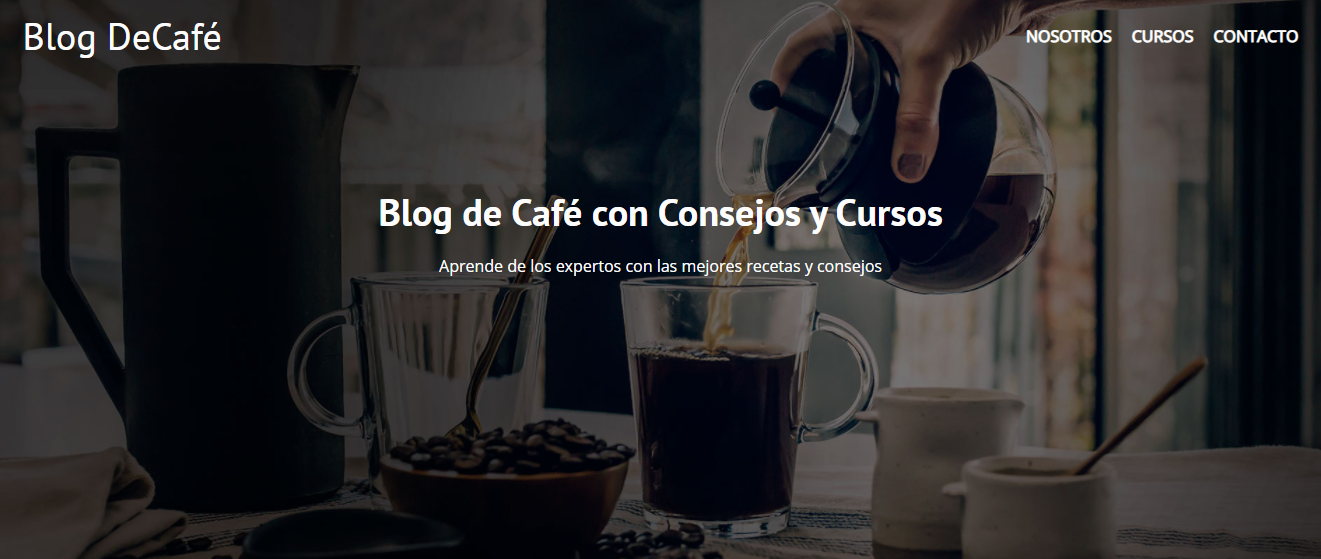 Blog DeCafé
NOSOTROS CURSOS CONTACTO
Blog de Café con Consejos y Cursos
Aprende de los expertos con las mejores recetas y consejos